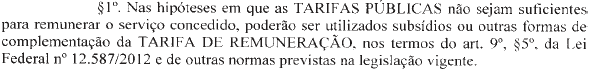 §1º. Nas hipóteses em que as TARIFAS PÚBLICAS não sejam suficientes
para remunerar o serviço concedido, poderão ser utilizados subsídios ou outras formas de
complementação da TARIFA DE REMUNERAÇÃO, nos termos do art. 9º, §5º, da Lei
Federal nº 12.587/2012 e de outras normas previstas na legislação vigente.